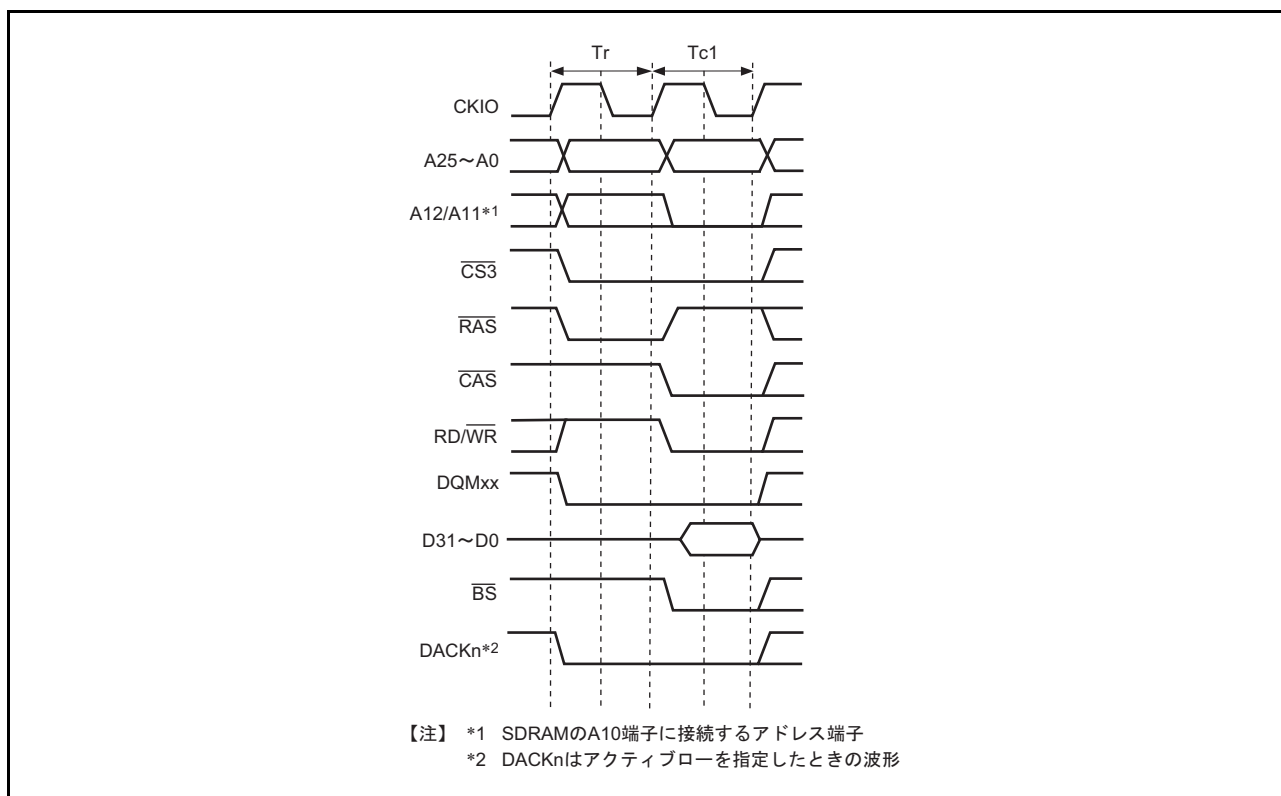 Tr Tc1
CKIO
A25～A0
A12/A11*1
CS3
RAS
CAS
RD/WR
DQMxx
D31～D0
BS
DACKn*2
【注】 *1 SDRAMのA10端子に接続するアドレス端子
*2 DACKnはアクティブローを指定したときの波形